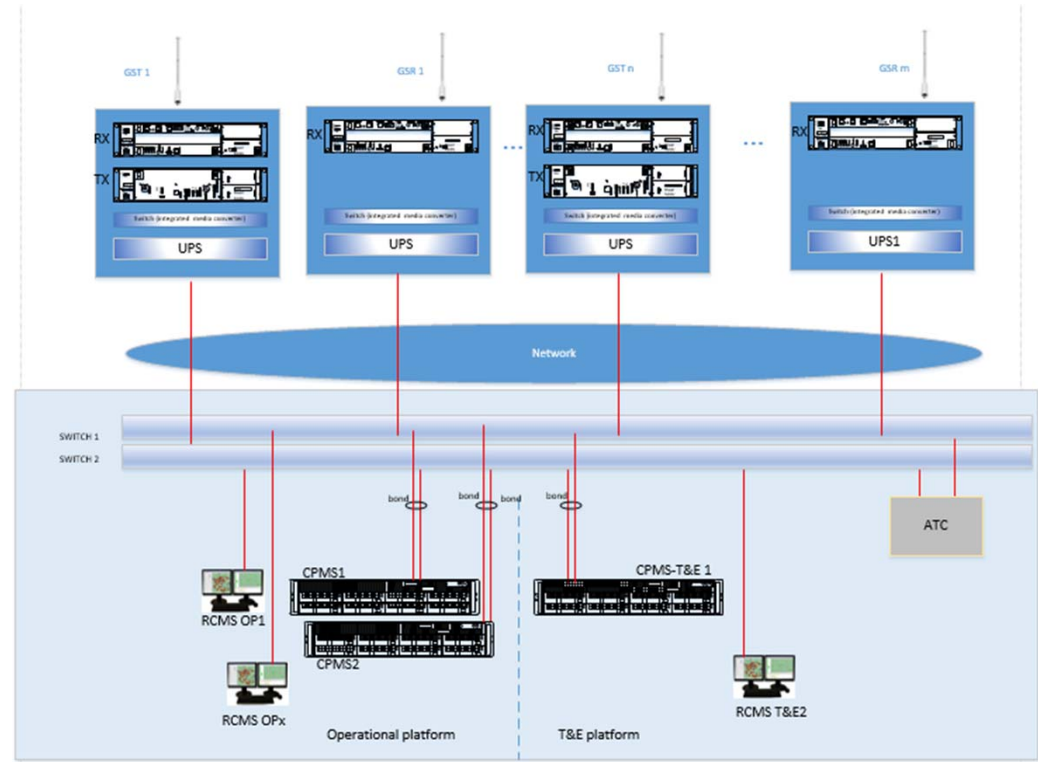 GST 1
GSR 1
GST n
GSR m
RX
RX
RX
RX
TX
TX
...
...
Switch (integrated media converter)
Switch (integrated media converter)
Switch (integrated media converter)
Switch (integrated media converter)
UPS
UPS
UPS
UPS1
Network
SWITCH 1
SWITCH 2
bond
bond
bond
bond
ATC
CPMS1
CPMS-T&E 1
RCMS OP1
CPMS2
RCMS OPx
RCMS T&E2
Operational platform
T&E platform